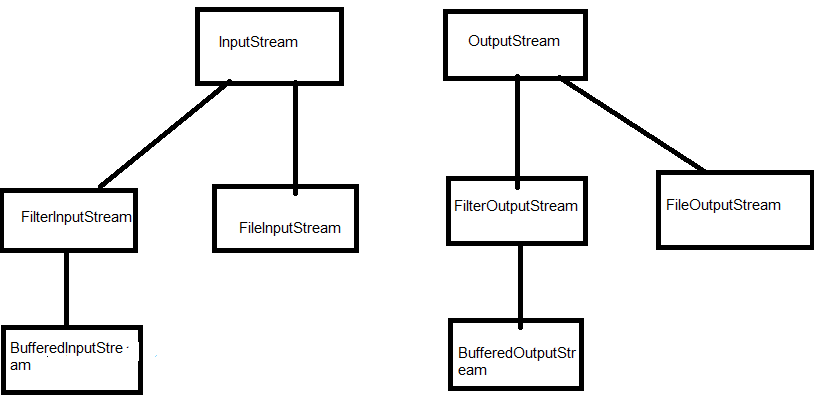 InputStream
OutputStream
FilterInputStream
FileInputStream
FilterOutputStream
FileOutputStream
BufferedInputStre
am
BufferedOutputStr
eam